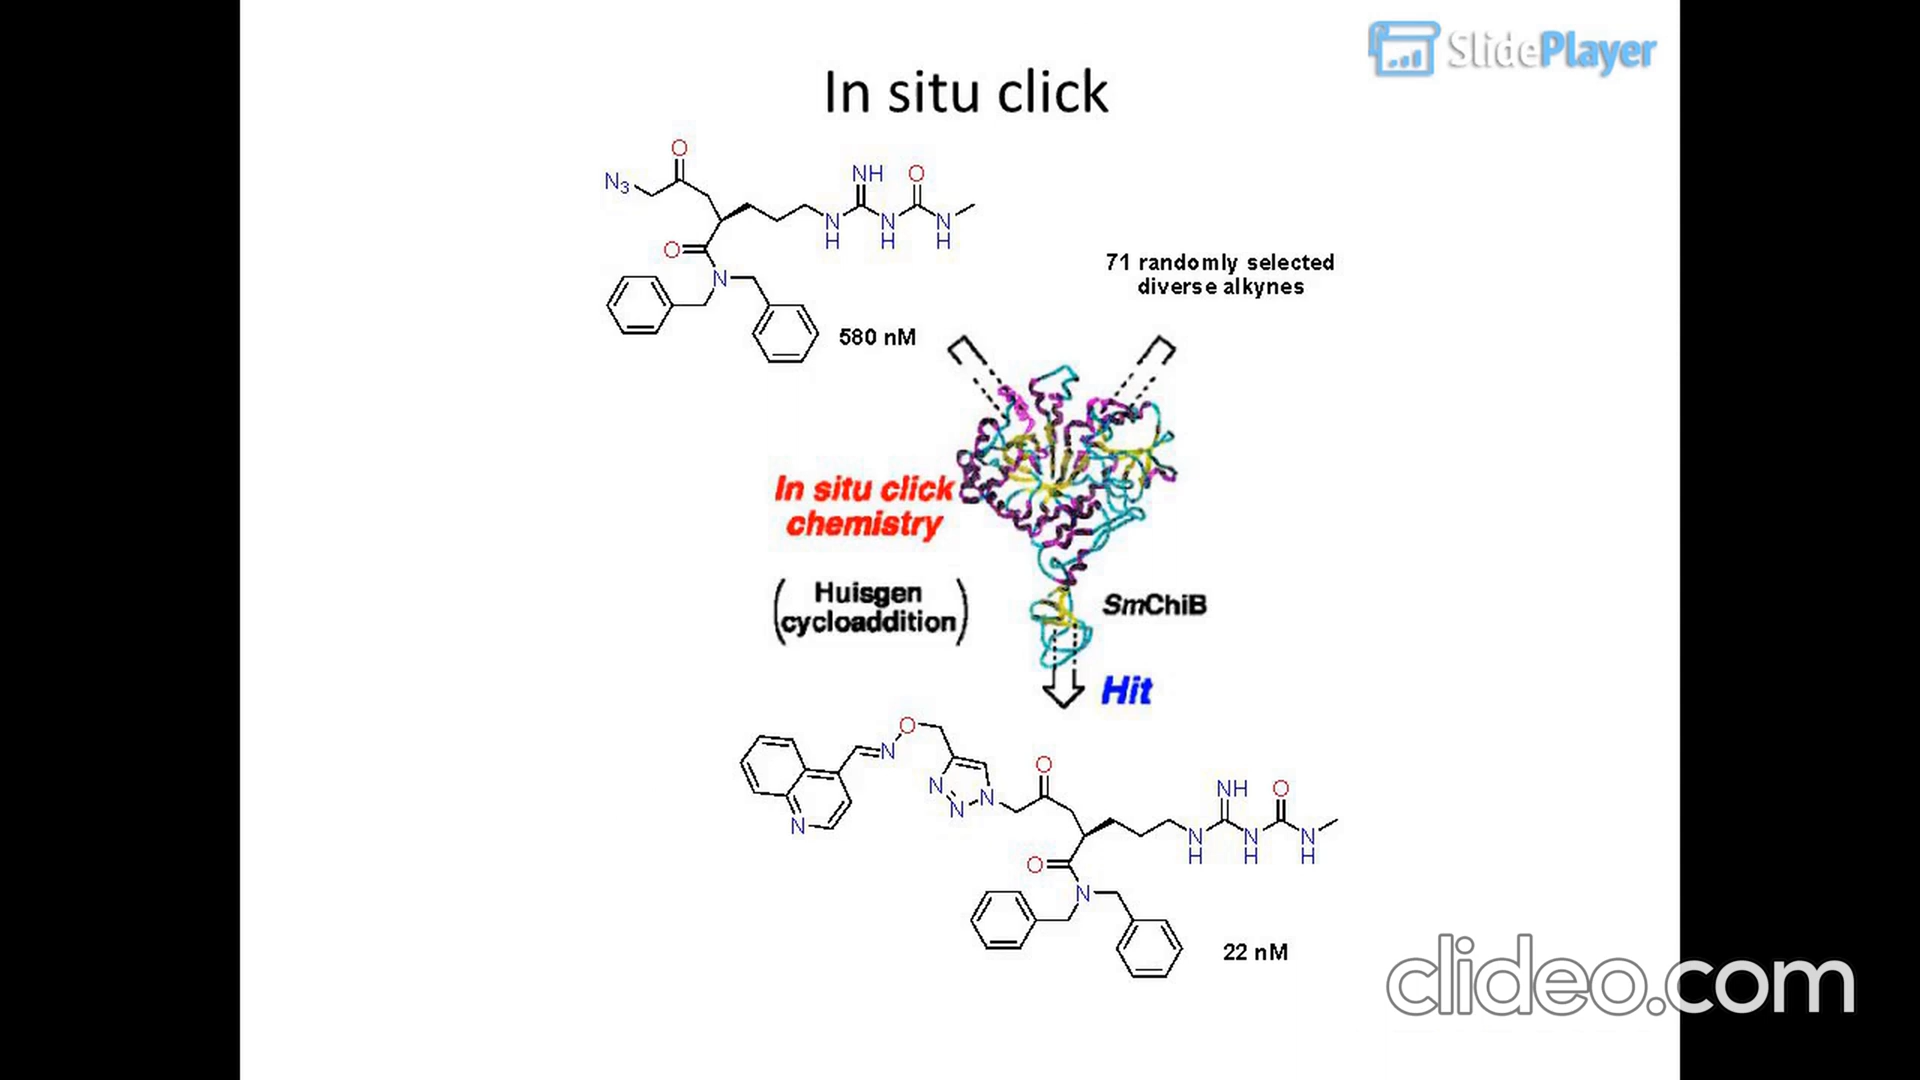 SlidePlayer
In situ click
O
N3
NH
O
N
H
N
H
N
H
O
N
580 nM
71 randomly selected
diverse alkynes
In situ click
chemistry
(Huisgen
cycloaddition)
SmChiB
Hit
O
N
N
N
N
N
O
NH
O
N
H
N
H
N
H
O
N
22 nM
clideo.com